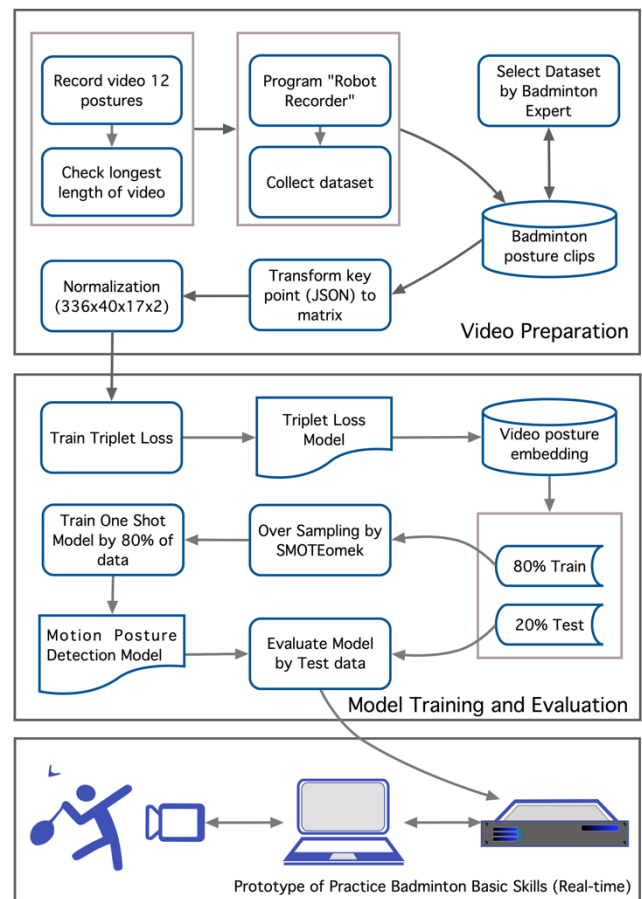 Record video 12
postures
Check longest
length of video
Program "Robot
Recorder"
Collect dataset
Select Dataset
by Badminton
Expert
Badminton
posture clips
Transform key
point (JSON) to
matrix
Normalization
(336x40x17x2)
Video Preparation
Train Triplet Loss
Triplet Loss
Model
Video posture
embedding
80% Train
20% Test
Over Sampling by
SMOTEomek
Train One Shot
Model by 80% of
data
Motion Posture
Detection Model
Evaluate Model
by Test data
Model Training and Evaluation
Prototype of Practice Badminton Basic Skills (Real-time)